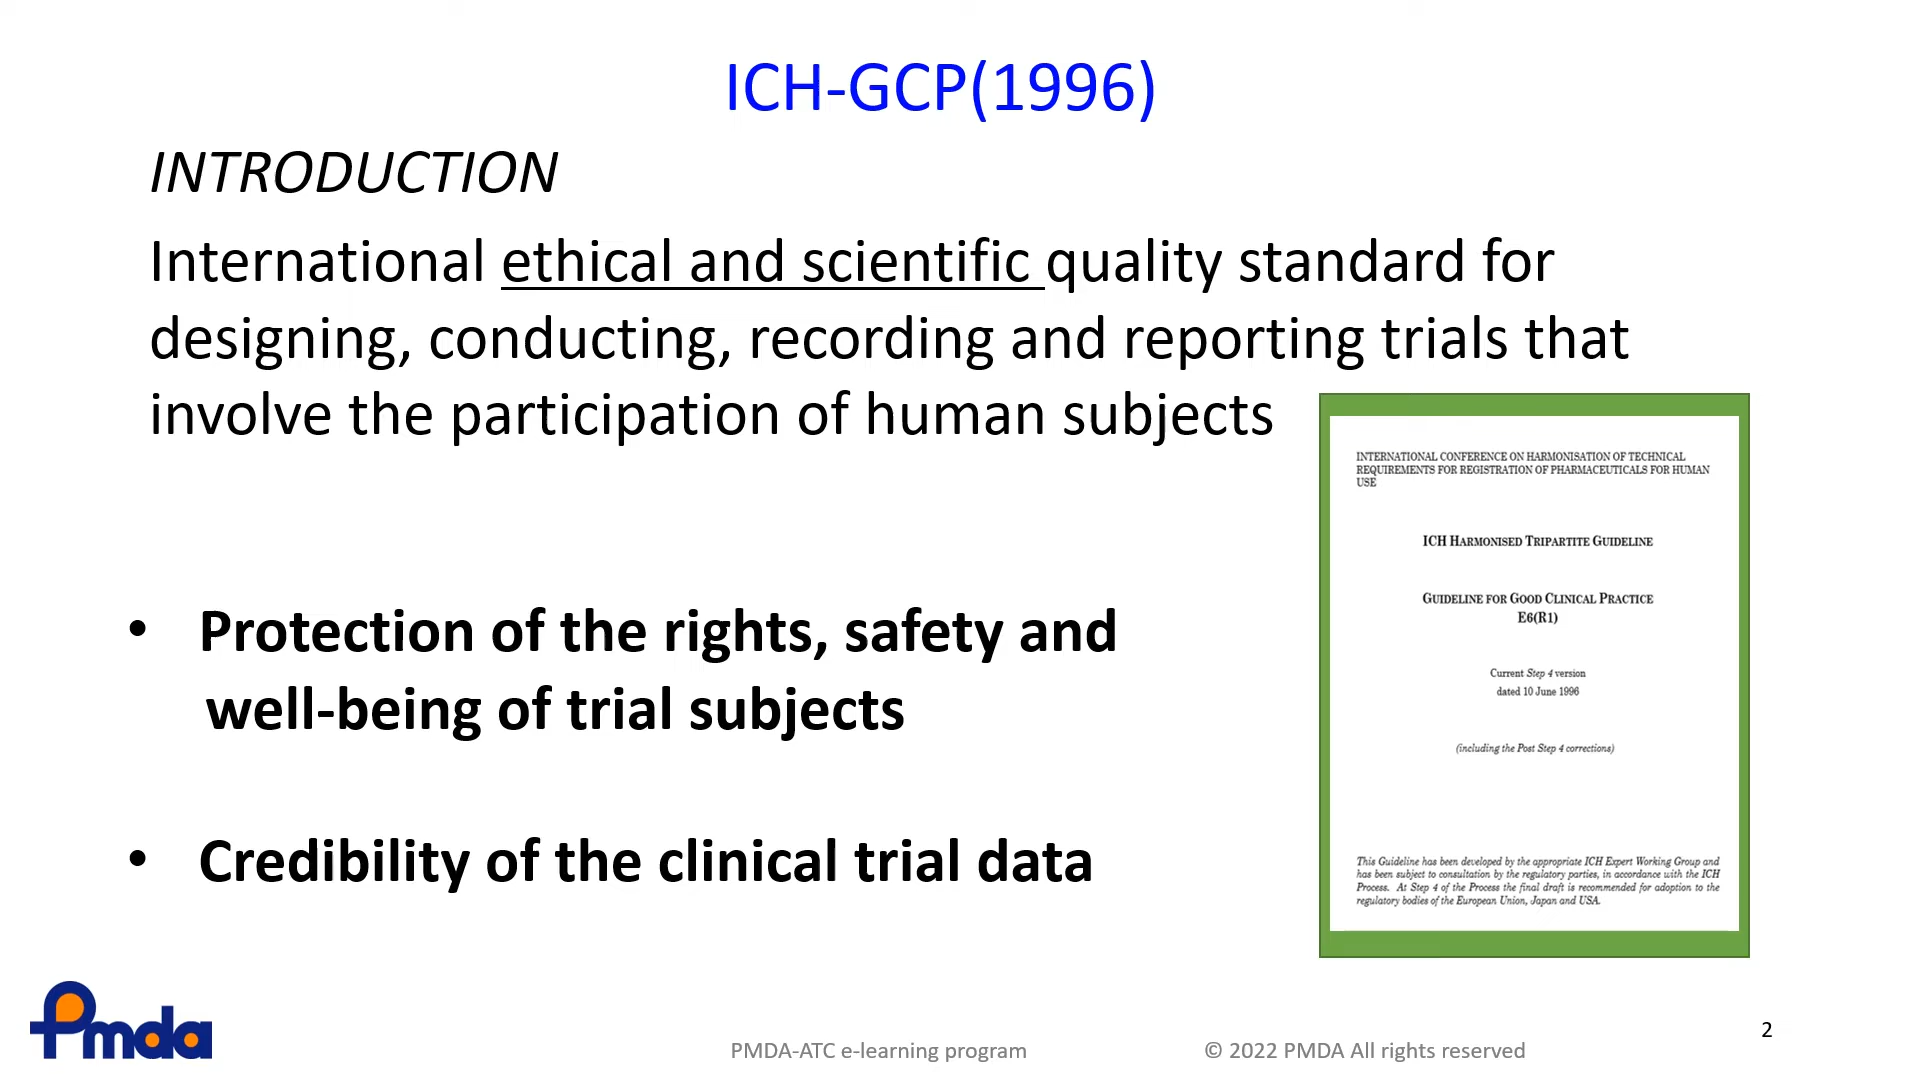 ICH-GCP(1996)
INTRODUCTION
International ethical and scientific quality standard for
designing, conducting, recording and reporting trials that
involve the participation of human subjects
• Protection of the rights, safety and
well-being of trial subjects
• Credibility of the clinical trial data
INTERNATIONAL CONFERENCE ON HARMONISATION OF TECHNICAL
REQUIREMENTS FOR REGISTRATION OF PHARMACEUTICALS FOR HUMAN
USE
ICH HARMONISED TRIPARTITE GUIDELINE
GUIDELINE FOR GOOD CLINICAL PRACTICE
E6(R1)
Current Step 4 version
dated 10 June 1996
(including the Post Step 4 corrections)
This Guideline has been developed by the appropriate ICH Expert Working Group and
has been subject to consultation by the regulatory parties, in accordance with the ICH
Process. At Step 4 of the Process the final draft is recommended for adoption to the
regulatory bodies of the European Union, Japan and USA.
Pmda
PMDA-ATC e-learning program
© 2022 PMDA All rights reserved
2